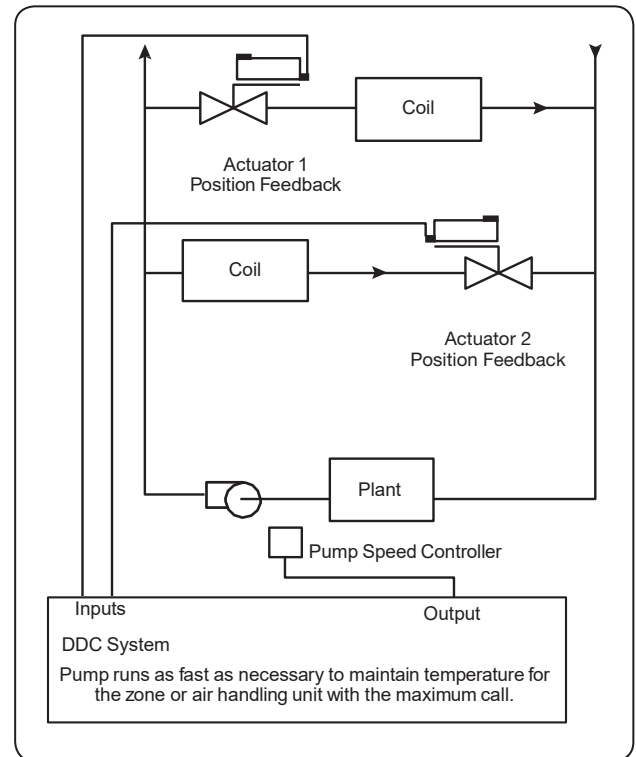 Coil
Actuator 1
Position Feedback
Coil
Actuator 2
Position Feedback
Plant
Pump Speed Controller
Inputs
Output
DDC System
Pump runs as fast as necessary to maintain temperature for
the zone or air handling unit with the maximum call.